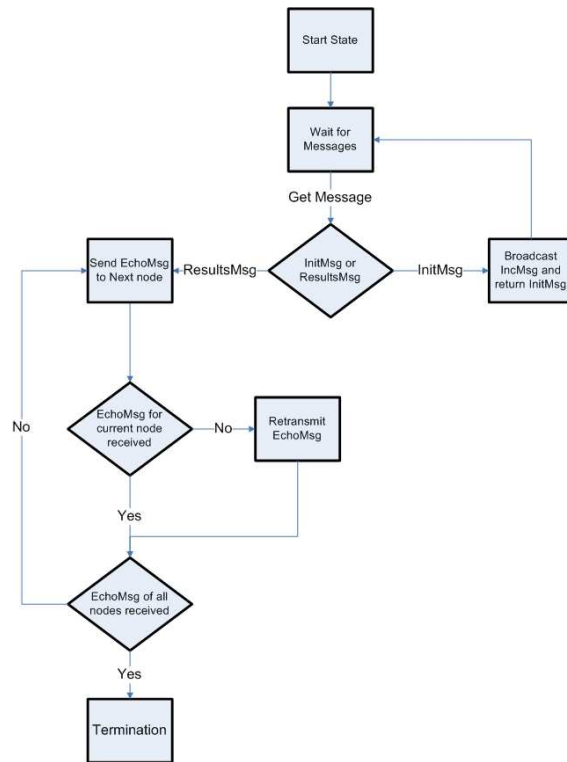 Start State
Wait for
Messages
Get Message
Send EchoMsg
to Next node
ResultsMsg
InitMsg or
ResultsMsg
InitMsg
Broadcast
IncMsg and
return InitMsg
EchoMsg for
current node
received
No
Retransmit
EchoMsg
No
Yes
EchoMsg of all
nodes received
Yes
Termination